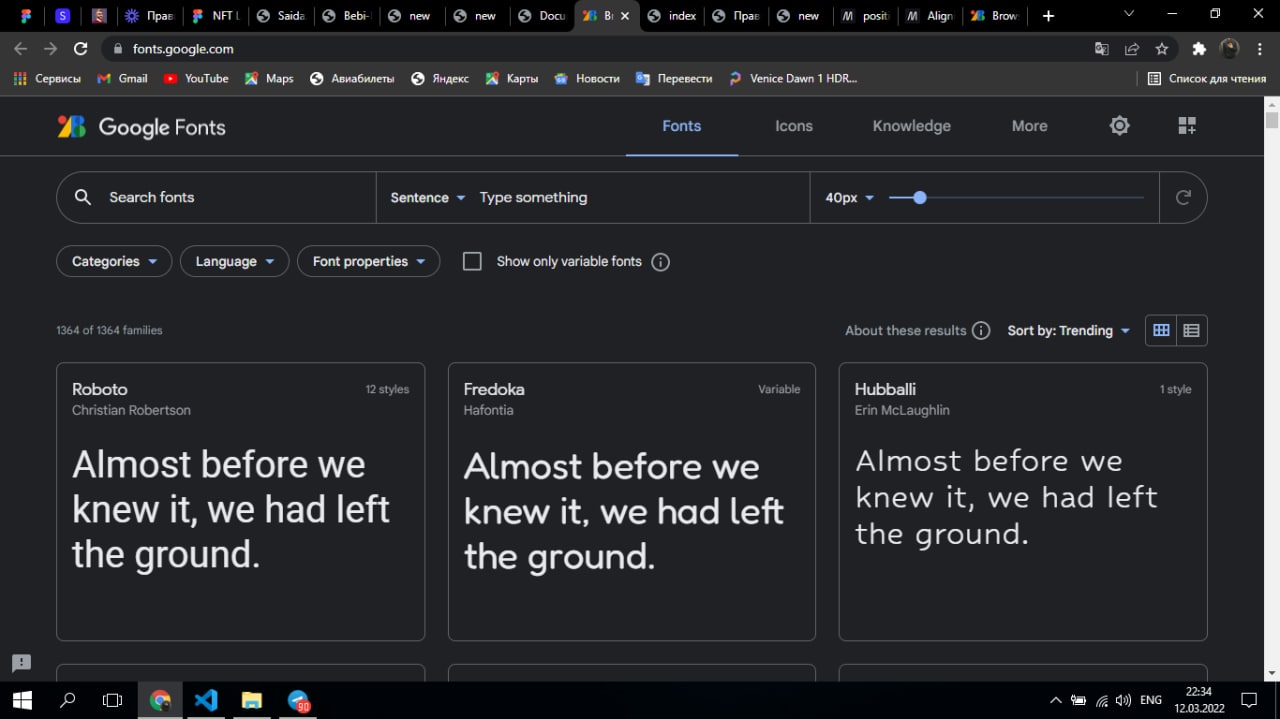 S
Прав
NFT L
Saida
Bebi-
new
new
Docu
Br
index
Прав
new
M positi
M Align
Brow
fonts.google.com
Сервисы
Gmail
YouTube
Maps
Авиабилеты
Яндекс
Карты
Новости
Перевести
Venice Dawn 1 HDR...
Список для чтения
Google Fonts
Fonts
Icons
Knowledge
More
Search fonts
Sentence
Type something
40px
Categories
Language
Font properties
Show only variable fonts
1364 of 1364 families
About these results
Sort by: Trending
Roboto
12 styles
Christian Robertson
Almost before we
knew it, we had left
the ground.
Fredoka
Variable
Hafontia
Almost before we
knew it, we had left
the ground.
Hubballi
1 style
Erin McLaughlin
Almost before we
knew it, we had left
the ground.
90
ENG
22:34
12.03.2022